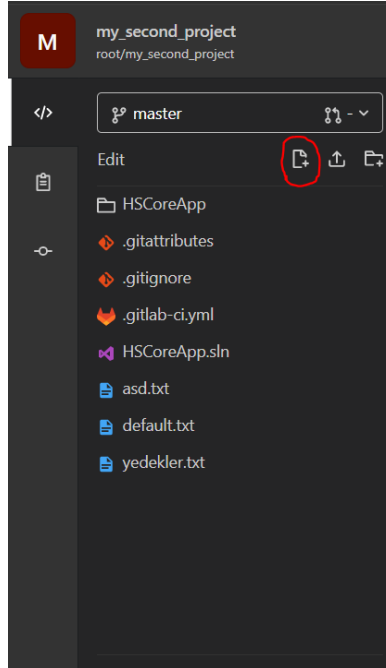 M
my_second_project
root/my_second_project
master
-
Edit
HSCoreApp
.gitattributes
.gitignore
.gitlab-ci.yml
HSCoreApp.sln
asd.txt
default.txt
yedekler.txt